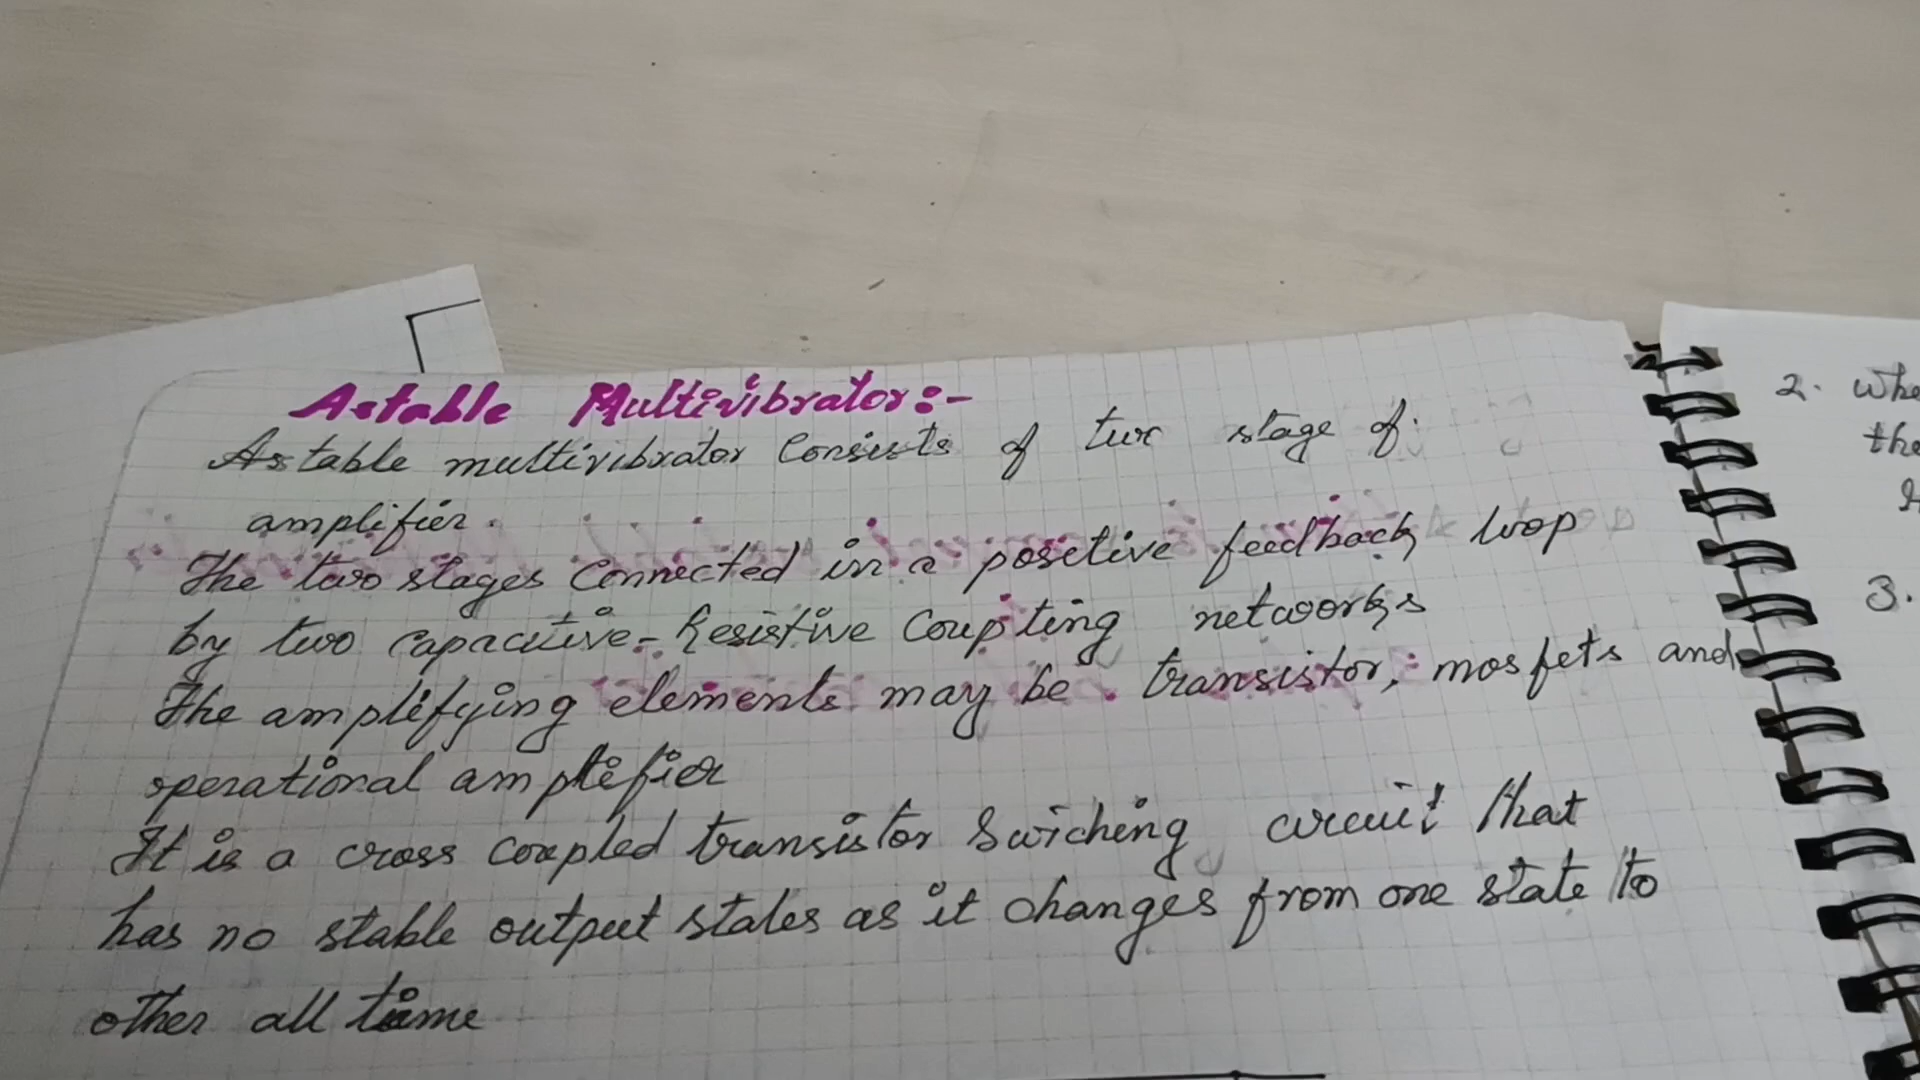 Astable Multivibrator:-
Astable multivibrator Consists of two stage of
amplifier.
The two stages Connected in a positive feedback loop
by two capacitive-Resistive Coupling networks
The amplifying elements may be transistor, mosfets and
operational amplifier
It is a cross coupled transistor Swiching circuit that
has no stable output states as it changes from one state to
other all time
2.
the
3.